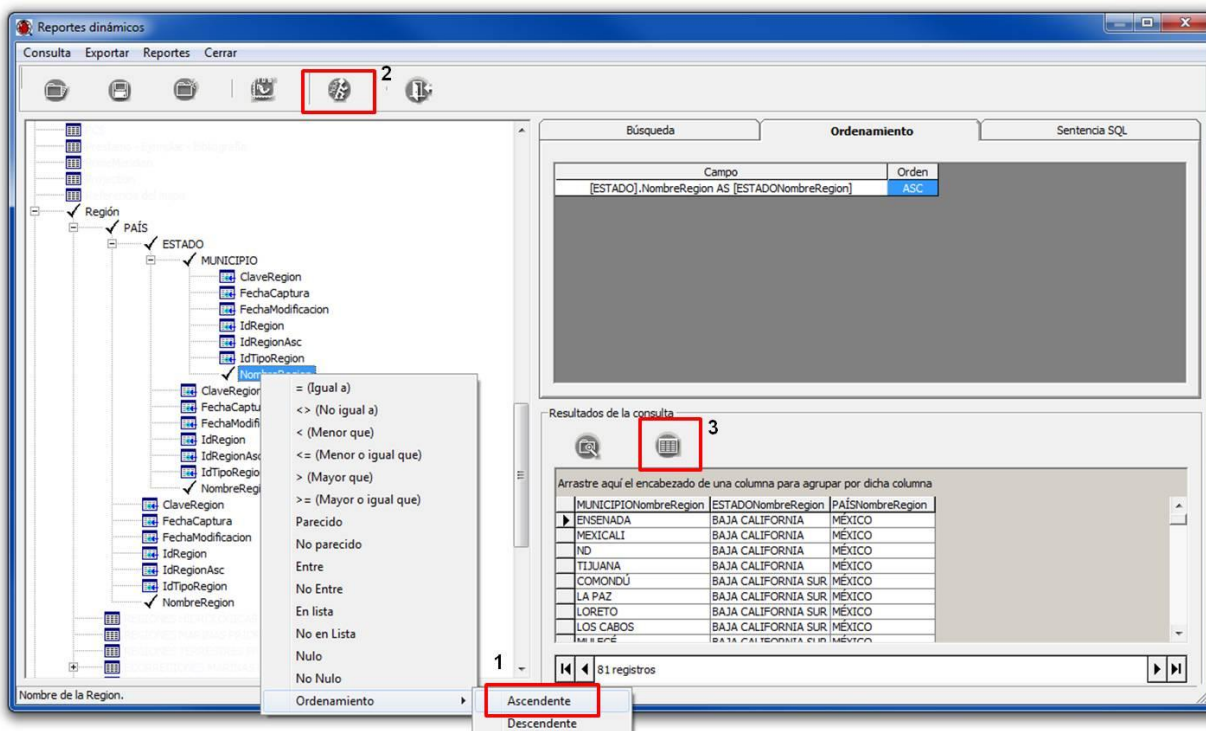 Reportes dinámicos
Consulta Exportar Reportes Cerrar
2
Región
PAÍS
ESTADO
MUNICIPIO
ClaveRegion
FechaCaptura
FechaModificacion
IdRegion
IdRegionAsc
IdTipoRegion
NombreRegion
ClaveRegion
IdRegion
ClaveRegion
FechaCaptura
FechaModificacion
IdRegion
IdRegionAsc
IdTipoRegion
NombreRegion
Nombre de la Region.
= (Igual a)
<> (No igual a)
< (Menor que)
<= (Menor o igual que)
> (Mayor que)
>= (Mayor o igual que)
Parecido
No parecido
Entre
No Entre
En lista
No en Lista
Nulo
No Nulo
Ordenamiento
1
Ascendente
Descendente
Búsqueda Ordenamiento Sentencia SQL
Campo Orden
[ESTADO].NombreRegion AS [ESTADONombreRegion] ASC
Resultados de la consulta
3
Arrastre aquí el encabezado de una columna para agrupar por dicha columna
MUNICIPIONombreRegion ESTADONombreRegion PAÍSNombreRegion
ENSENADA BAJA CALIFORNIA MÉXICO
MEXICALI BAJA CALIFORNIA MÉXICO
ND BAJA CALIFORNIA MÉXICO
TIJUANA BAJA CALIFORNIA MÉXICO
COMONDÚ BAJA CALIFORNIA SUR MÉXICO
LA PAZ BAJA CALIFORNIA SUR MÉXICO
LORETO BAJA CALIFORNIA SUR MÉXICO
LOS CABOS BAJA CALIFORNIA SUR MÉXICO
MULEGÉ BAJA CALIFORNIA SUR MÉXICO
81 registros